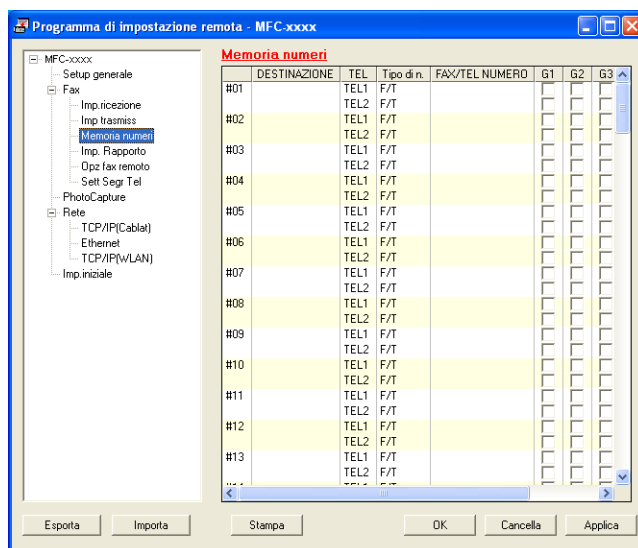 Programma di impostazione remota - MFC-xxxx
MFC-xxxx
Setup generale
Fax
Imp.ricezione
Imp trasmiss
Memoria numeri
Imp. Rapporto
Opz fax remoto
Sett Segr Tel
PhotoCapture
Rete
TCP/IP(Cablat)
Ethernet
TCP/IP(WLAN)
Imp.iniziale
Memoria numeri
DESTINAZIONE TEL Tipo di n. FAX/TEL NUMERO G1 G2 G3
#01 TEL1 F/T
TEL2 F/T
#02 TEL1 F/T
TEL2 F/T
#03 TEL1 F/T
TEL2 F/T
#04 TEL1 F/T
TEL2 F/T
#05 TEL1 F/T
TEL2 F/T
#06 TEL1 F/T
TEL2 F/T
#07 TEL1 F/T
TEL2 F/T
#08 TEL1 F/T
TEL2 F/T
#09 TEL1 F/T
TEL2 F/T
#10 TEL1 F/T
TEL2 F/T
#11 TEL1 F/T
TEL2 F/T
#12 TEL1 F/T
TEL2 F/T
#13 TEL1 F/T
TEL2 F/T
Esporta Importa Stampa OK Cancella Applica